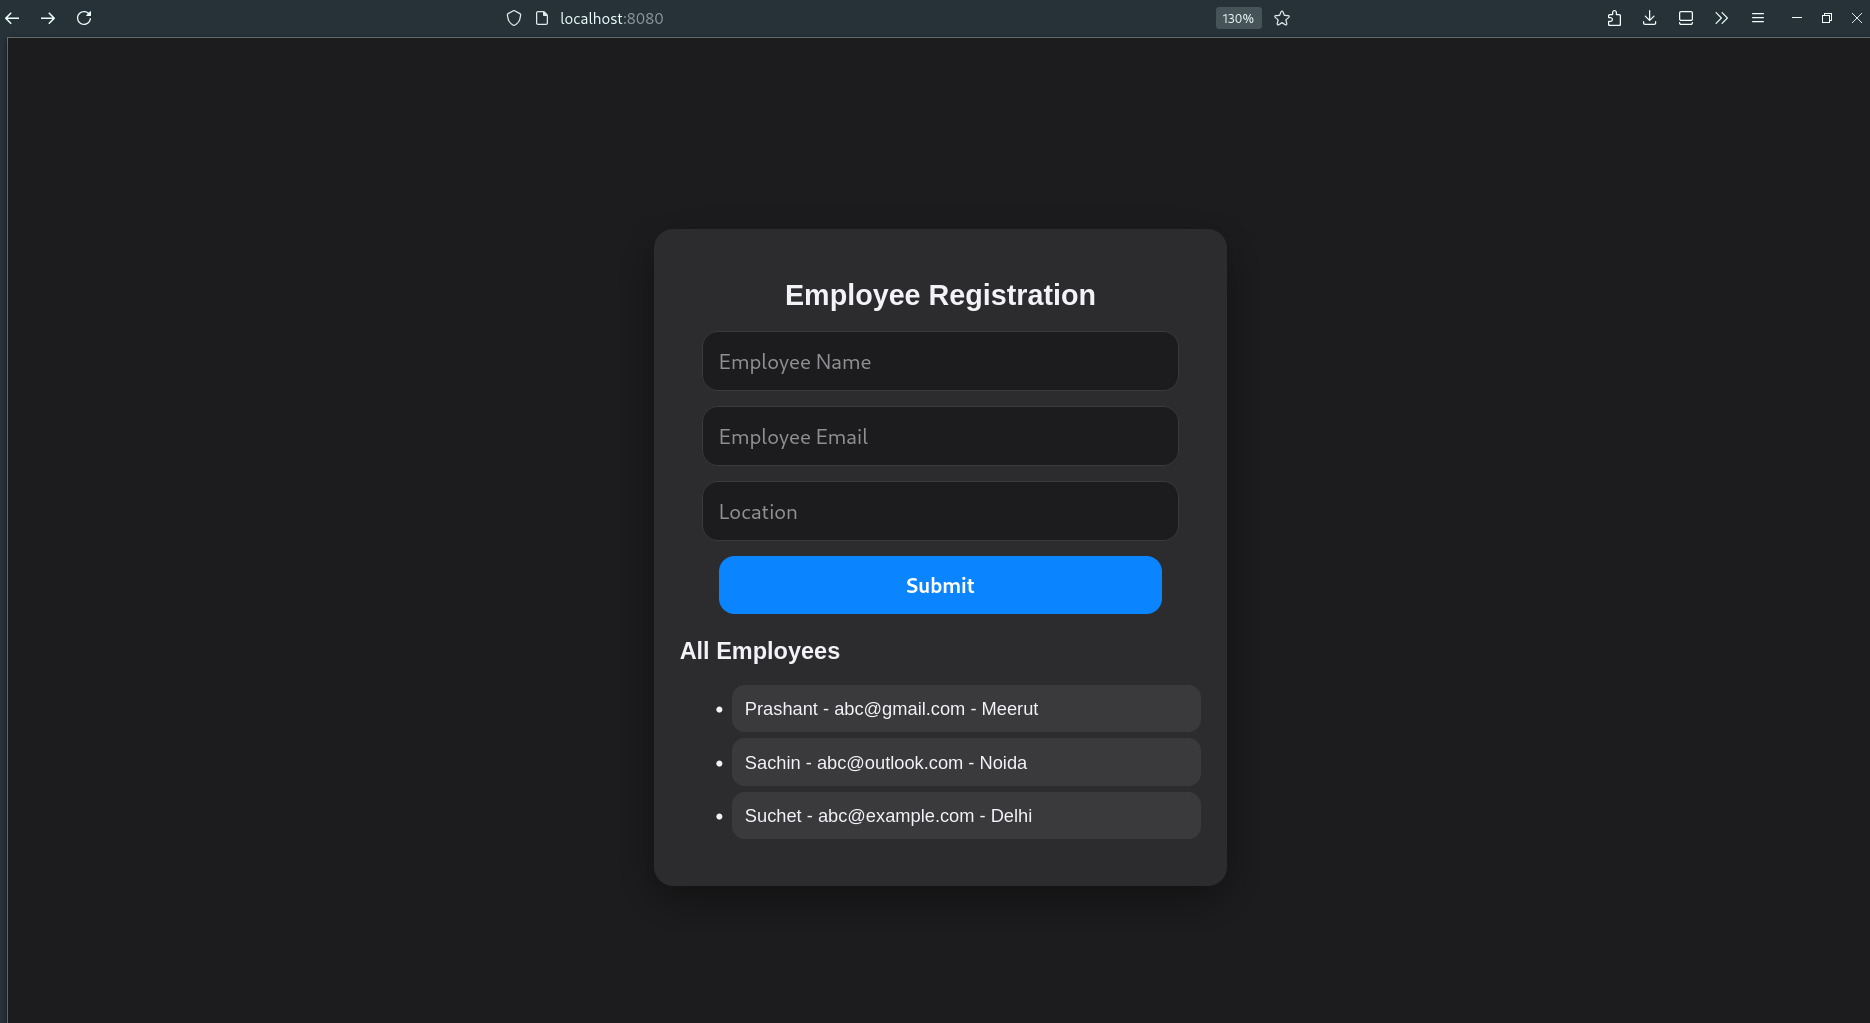 localhost:8080
130%
Employee Registration
Employee Name
Employee Email
Location
Submit
All Employees
Prashant - abc@gmail.com - Meerut
Sachin - abc@outlook.com - Noida
Suchet - abc@example.com - Delhi